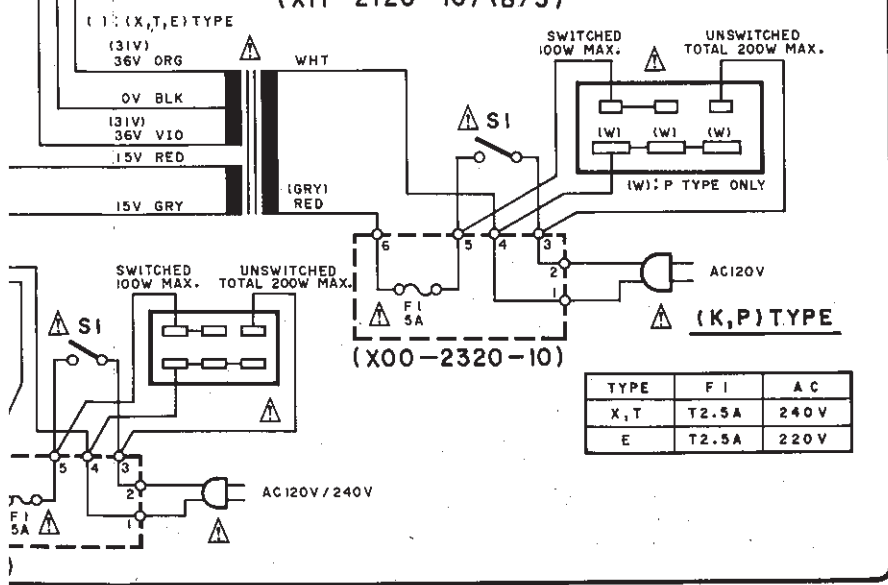 (X11-2120-10)(B/5)
( ):(X,T,E)TYPE
(31V)
36V ORG
0V BLK
(31V)
36V VIO
15V RED
15V GRY
WHT
(GRY)
RED
SWITCHED
100W MAX.
UNSWITCHED
TOTAL 200W MAX.
S1
(W) (W) (W)
(W): P TYPE ONLY
6 5 4 3
2
1
F1
5A
AC120V
(K,P)TYPE
(X00-2320-10)
SWITCHED
100W MAX.
UNSWITCHED
TOTAL 200W MAX.
S1
5 4 3
2
1
F1
5A
AC120V/240V
TYPE F1 AC
X,T T2.5A 240V
E T2.5A 220V
)